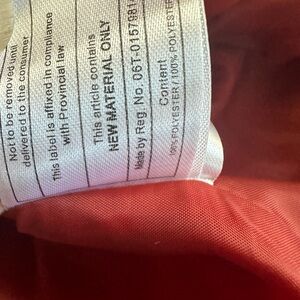 Not to be removed until
delivered to the consumer
This label is affixed in compliance
with Provincial law
This article contains
NEW MATERIAL ONLY
Made by Reg. No. 06T-0157981
Content
100% POLYESTER / 100% POLYESTER